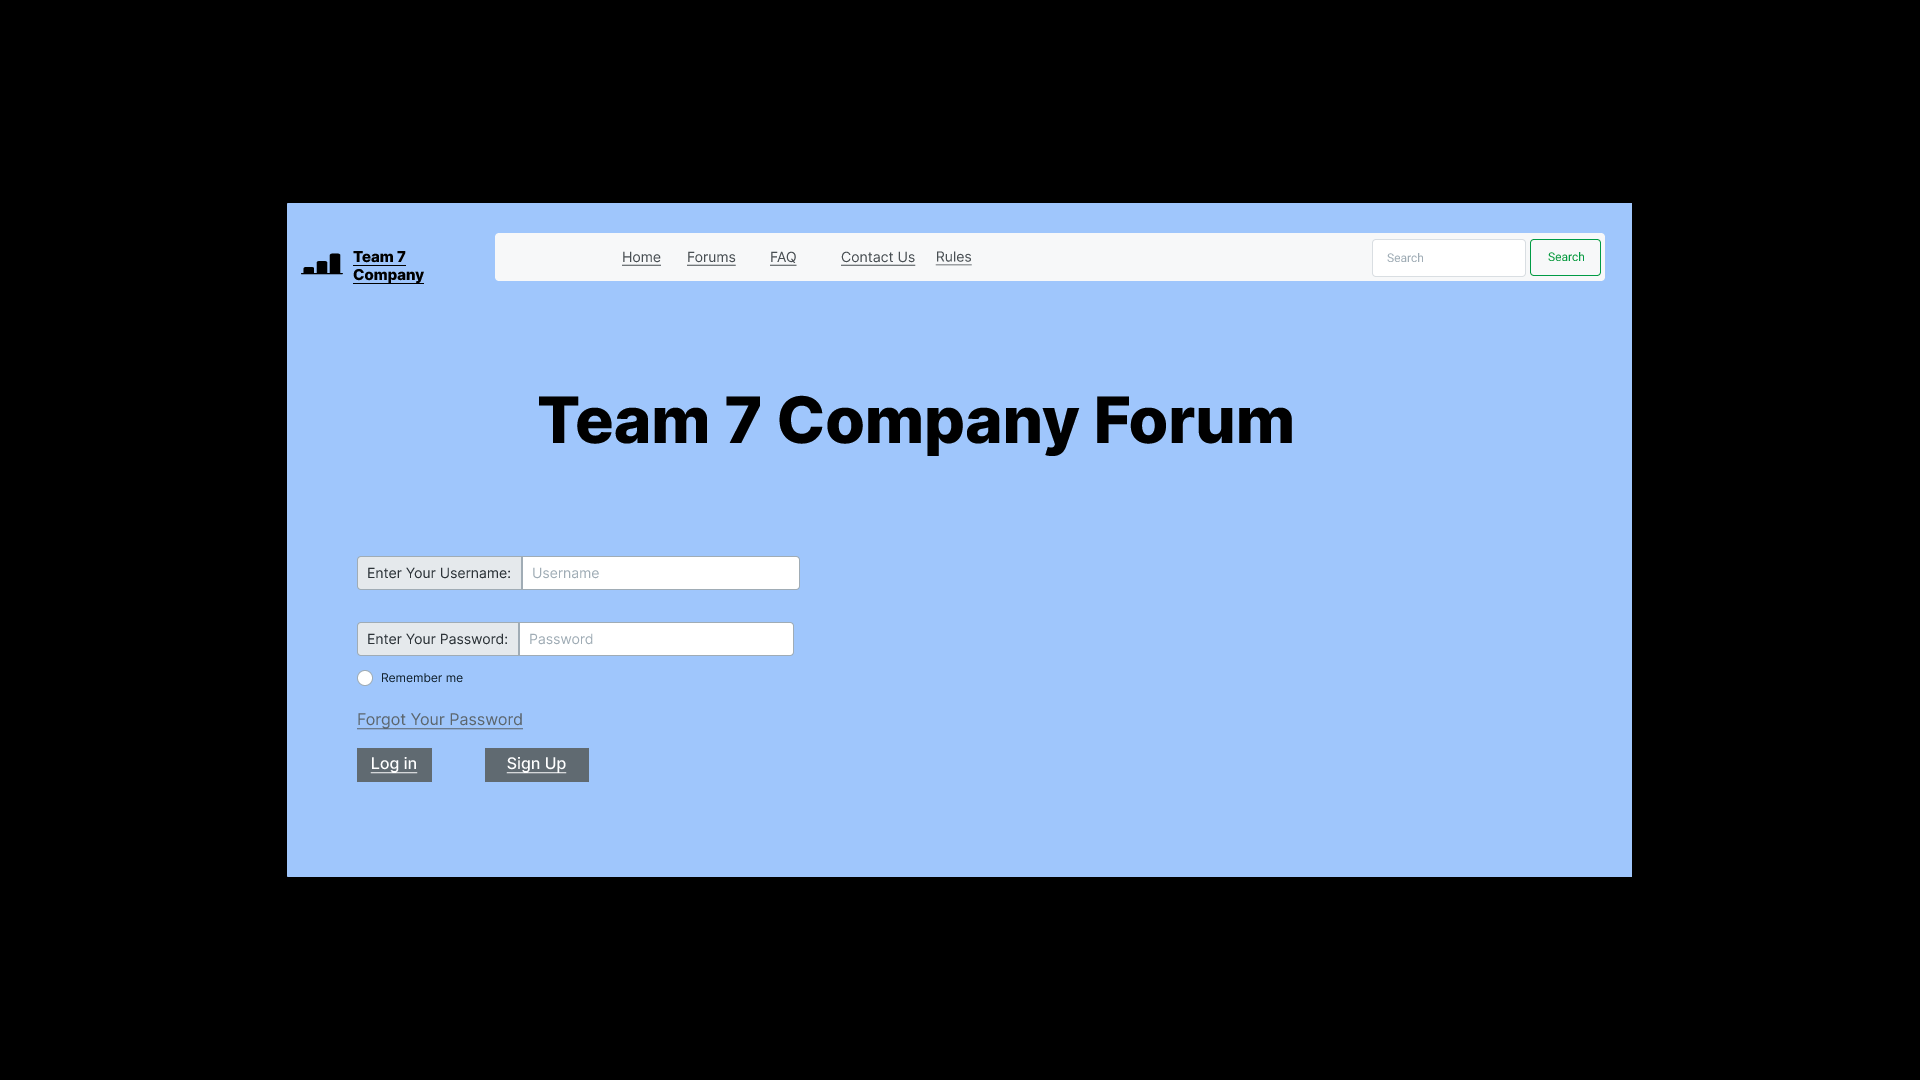 Team 7
Company
Home Forums FAQ Contact Us Rules Search Search
Team 7 Company Forum
Enter Your Username: Username
Enter Your Password: Password
Remember me
Forgot Your Password
Log in Sign Up